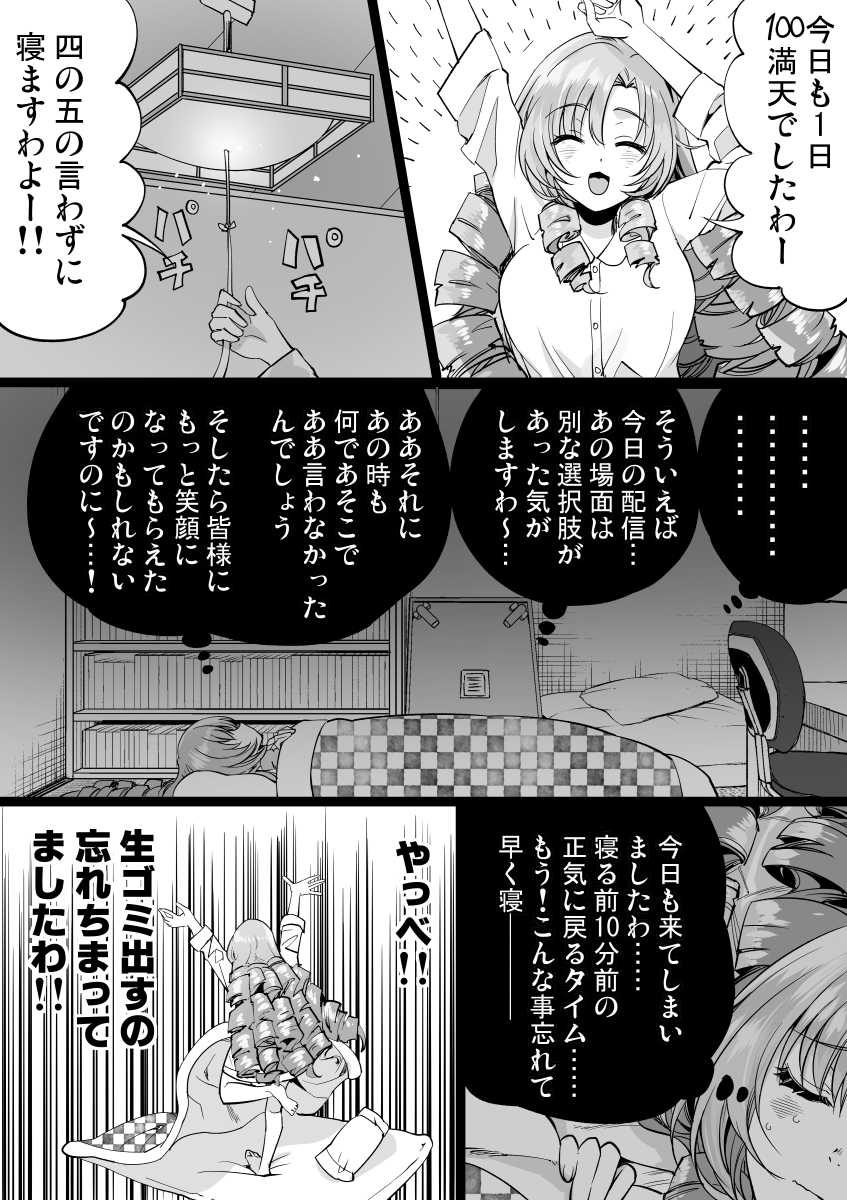 今日も1日
100満天でしたわー
四の五の言わずに
寝ますわよー!!
パチ
パチ
……
…………
………
そういえば
今日の配信…
あの場面は
別な選択肢が
あった気が
しますわ〜…
ああそれに
あの時も
何であそこで
ああ言わなかった
んでしょう
そしたら皆様に
もっと笑顔に
なってもらえた
のかもしれない
ですのに〜…!
今日も来てしまい
ましたわ……
寝る前10分前の
正気に戻るタイム……
もう!こんな事忘れて
早く寝──
やっべ!!
生ゴミ出すの
忘れちまって
ましたわ!!